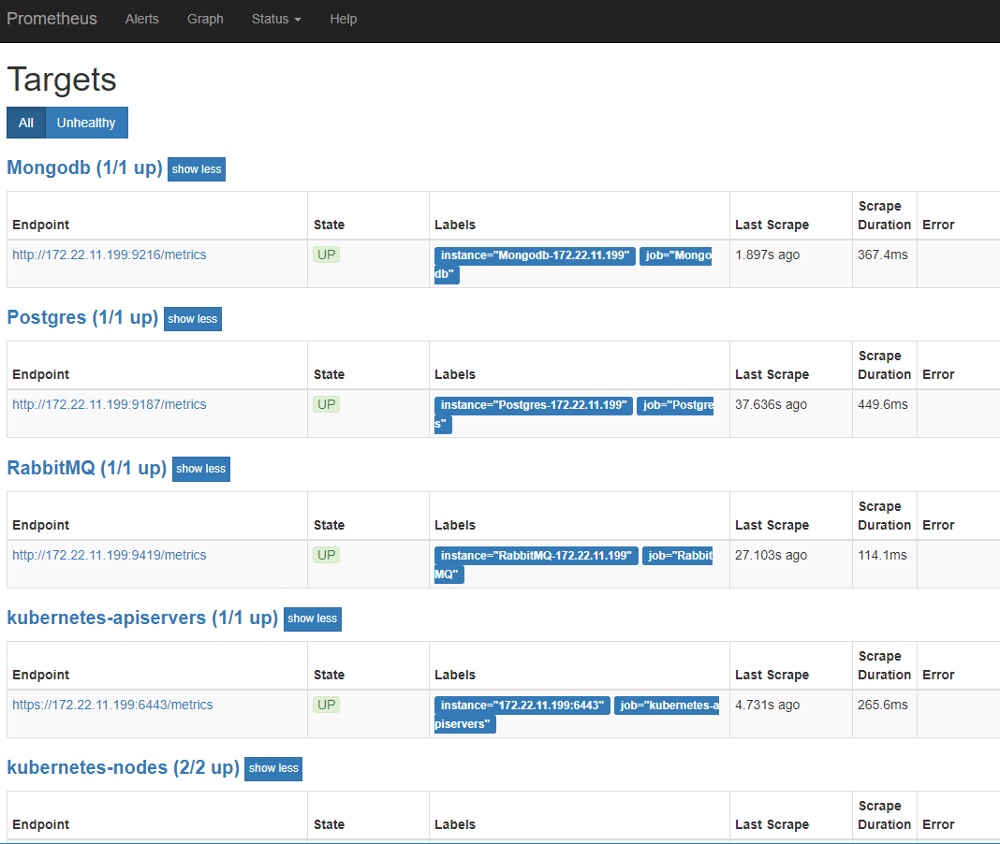 Prometheus Alerts Graph Status Help
Targets
All Unhealthy
Mongodb (1/1 up) show less
Endpoint State Labels Last Scrape Scrape Duration Error
http://172.22.11.199:9216/metrics UP instance="Mongodb-172.22.11.199" job="Mongo 1.897s ago 367.4ms
db"
Postgres (1/1 up) show less
Endpoint State Labels Last Scrape Scrape Duration Error
http://172.22.11.199:9187/metrics UP instance="Postgres-172.22.11.199" job="Postgre 37.636s ago 449.6ms
s"
RabbitMQ (1/1 up) show less
Endpoint State Labels Last Scrape Scrape Duration Error
http://172.22.11.199:9419/metrics UP instance="RabbitMQ-172.22.11.199" job="Rabbit 27.103s ago 114.1ms
MQ"
kubernetes-apiservers (1/1 up) show less
Endpoint State Labels Last Scrape Scrape Duration Error
https://172.22.11.199:6443/metrics UP instance="172.22.11.199:6443" job="kubernetes-a 4.731s ago 265.6ms
piservers"
kubernetes-nodes (2/2 up) show less
Endpoint State Labels Last Scrape Scrape Duration Error